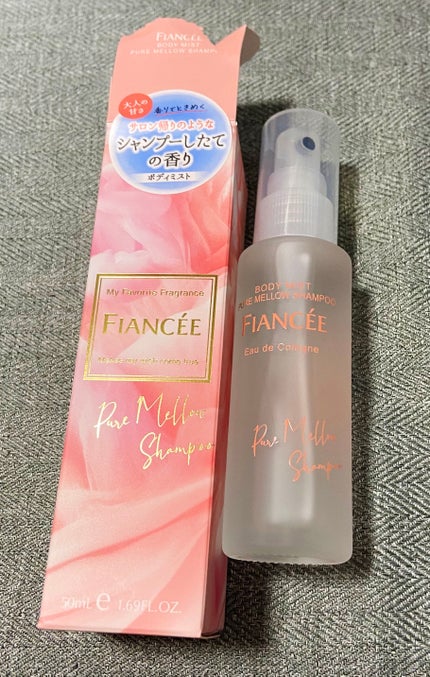 FIANCÉE
BODY MIST
PURE MELLOW SHAMPOO
大人の
甘さ
香りでときめく
サロン帰りのような
シャンプーしたて
の香り
ボディミスト
My Favorite Fragrance
FIANCÉE
Pure Mellow
Shampoo
50mL e 1.69FL.OZ.
BODY MIST
PURE MELLOW SHAMPOO
FIANCÉE
Eau de Cologne
Pure Mellow
Shampoo